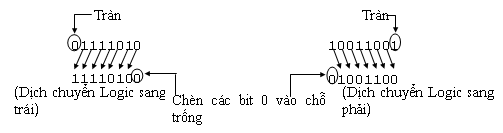 Tràn Tràn
01111010 10011001
11110100 01001100
(Dịch chuyển Logic sang trái)
Chèn các bit 0 vào chỗ trống
(Dịch chuyển Logic sang phải)